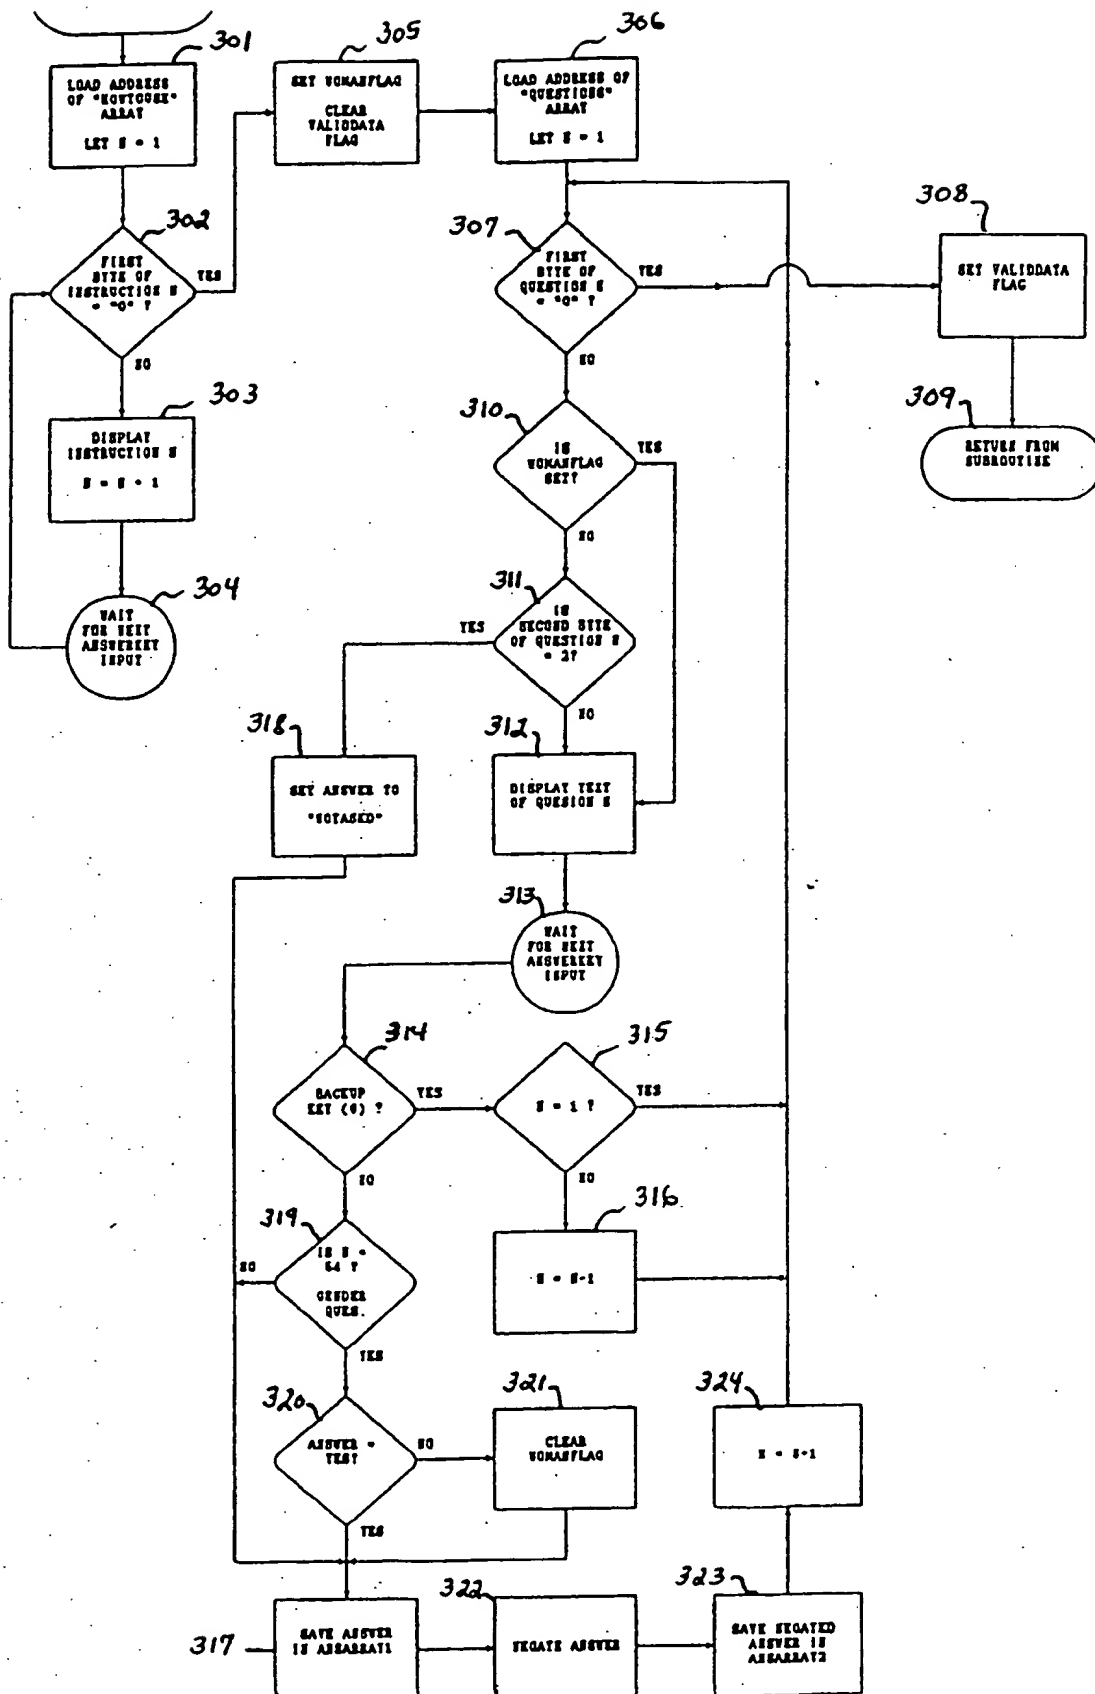 301
LOAD ADDRESS
OF "HOWTOUSE"
ARRAY
LET N = 1
302
FIRST
BYTE OF
INSTRUCTION N
= "0" ?
YES
NO
303
DISPLAY
INSTRUCTION N
N = N + 1
304
WAIT
FOR NEXT
ANSWERKEY
INPUT
305
SET WOMANFLAG
CLEAR
VALIDDATA
FLAG
306
LOAD ADDRESS OF
"QUESTIONS"
ARRAY
LET N = 1
307
FIRST
BYTE OF
QUESTION N
= "0" ?
YES
NO
308
SET VALIDDATA
FLAG
309
RETURN FROM
SUBROUTINE
310
IS
WOMANFLAG
SET?
YES
NO
311
IS
SECOND BYTE
OF QUESTION N
= 2?
YES
NO
318
SET ANSWER TO
"NOTASKED"
312
DISPLAY TEXT
OF QUESION N
313
WAIT
FOR NEXT
ANSWERKEY
INPUT
314
BACKUP
KEY (6) ?
YES
NO
315
N = 1 ?
YES
NO
316
N = N-1
319
IS N =
64 ?
GENDER
QUES.
NO
YES
320
ANSWER =
YES?
NO
YES
321
CLEAR
WOMANFLAG
324
N = N+1
317
SAVE ANSWER
IN ANSARRAY1
322
NEGATE ANSWER
323
SAVE NEGATED
ANSWER IN
ANSARRAY2